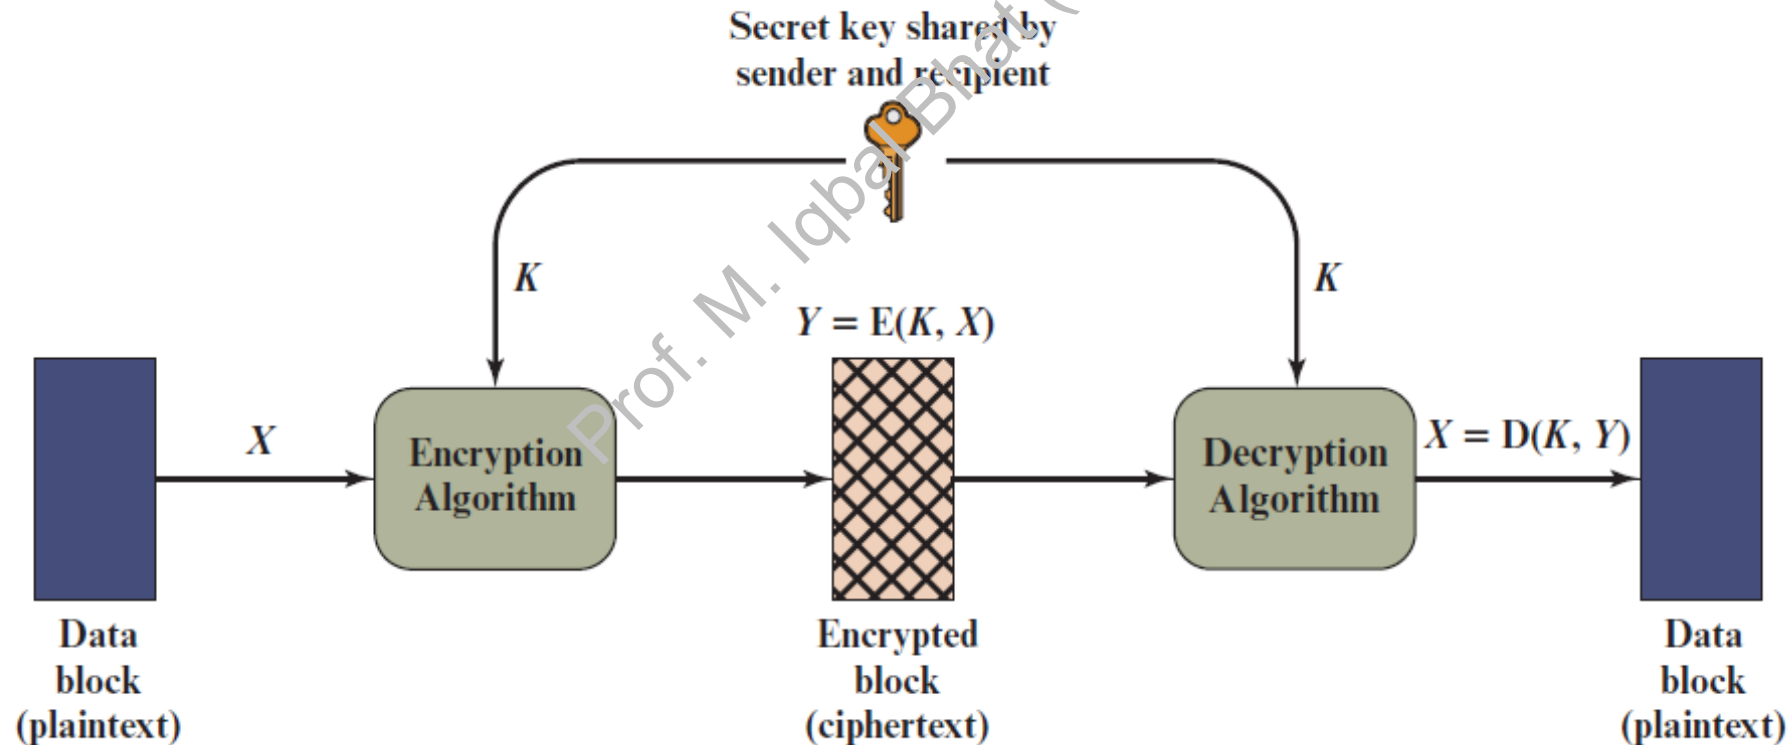 Secret key shared by
sender and recipient
K
K
Y = E(K, X)
X
Encryption
Algorithm
Decryption
Algorithm
X = D(K, Y)
Data
block
(plaintext)
Encrypted
block
(ciphertext)
Data
block
(plaintext)
Prof. M. Iqbal Bhat (